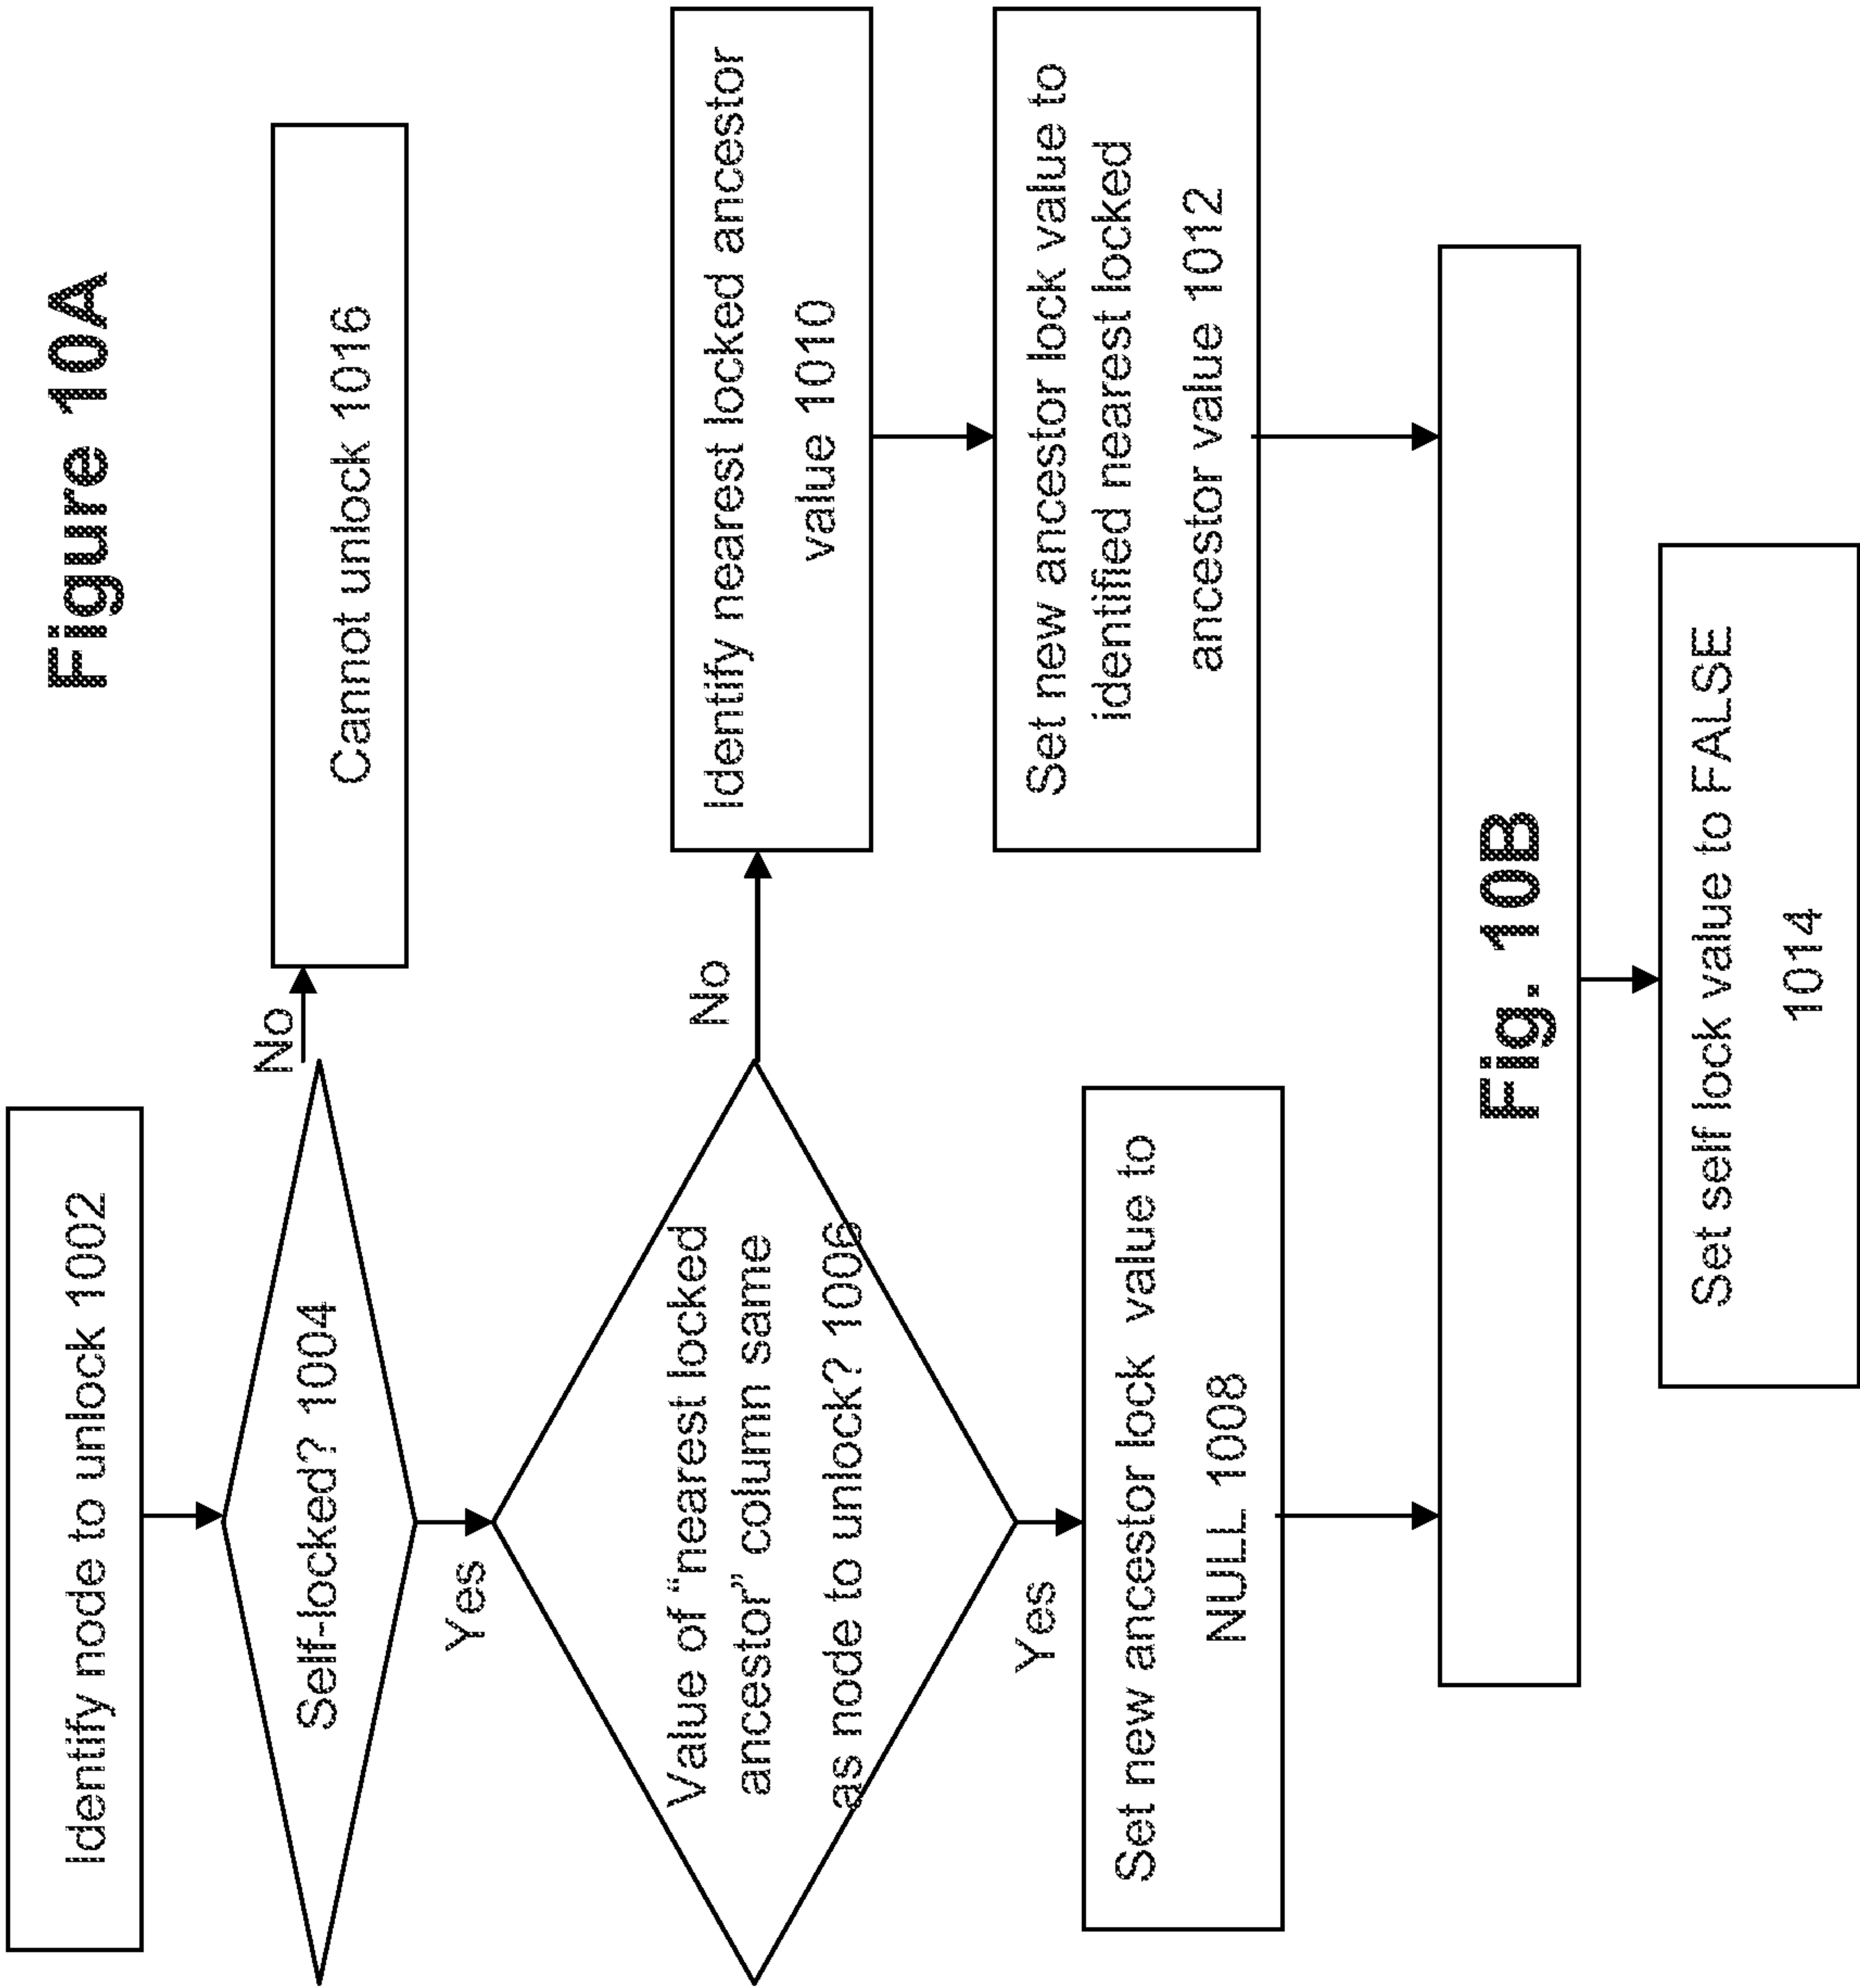 Figure 10A
Identify node to unlock 1002
Self-locked? 1004
No
Cannot unlock 1016
Yes
Value of “nearest locked
ancestor” column same
as node to unlock? 1006
No
Identify nearest locked ancestor
value 1010
Set new ancestor lock value to
identified nearest locked
ancestor value 1012
Yes
Set new ancestor lock value to
NULL 1008
Fig. 10B
Set self lock value to FALSE
1014